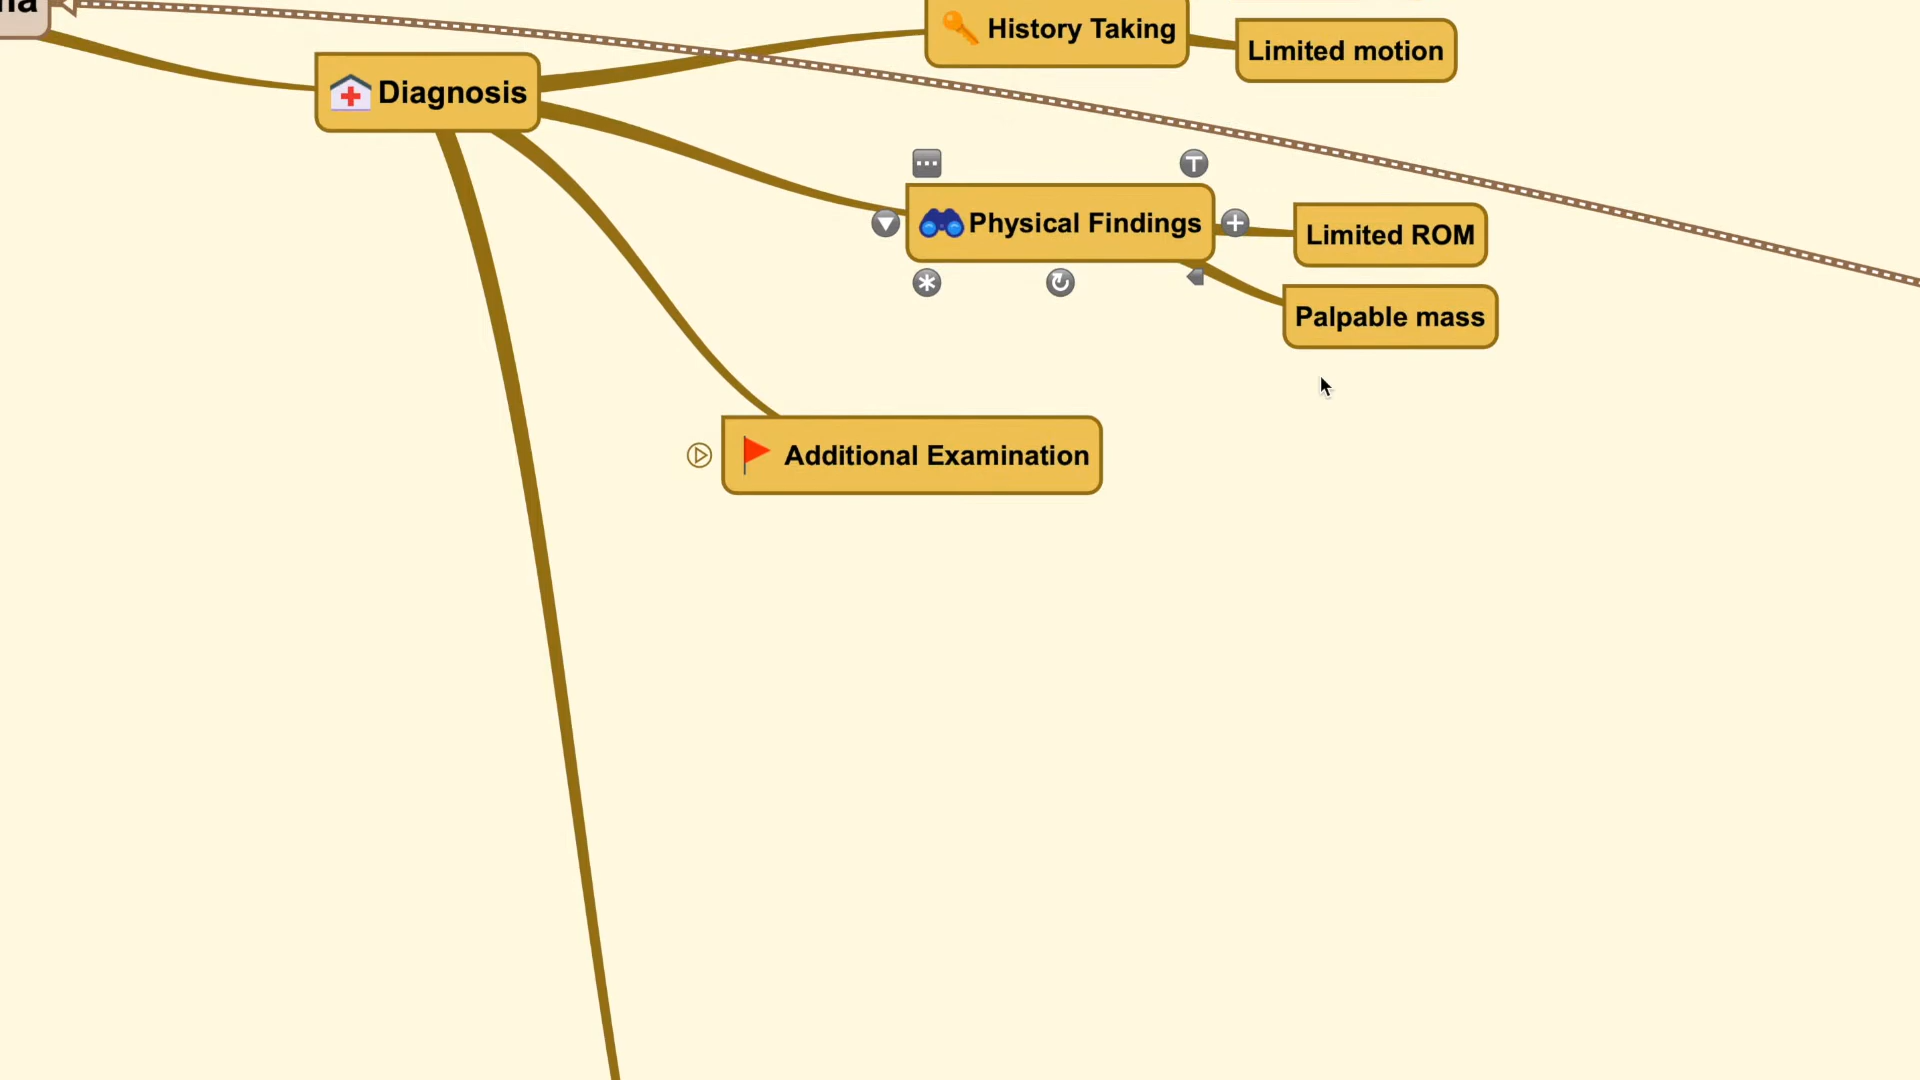 History Taking
Limited motion
Diagnosis
Physical Findings
Limited ROM
Palpable mass
Additional Examination